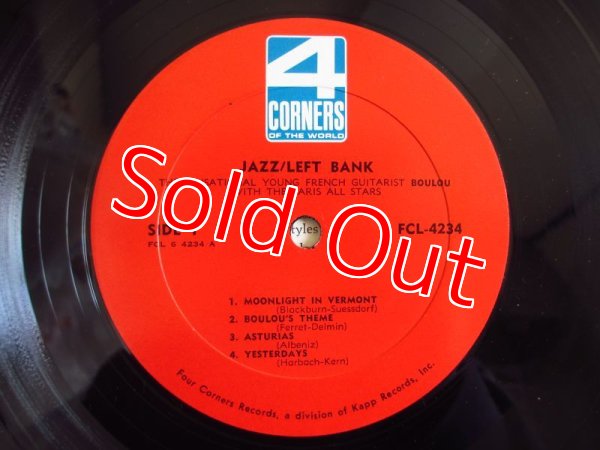 4
CORNERS
OF THE WORLD
JAZZ/LEFT BANK
YOUNG FRENCH GUITARIST BOULOU
WITH THE PARIS ALL STARS
SIDE
FCL-4234
FCL 6 4234 A
Sold Out
1. MOONLIGHT IN VERMONT
(Blackburn-Suessdorf)
2. BOULOU'S THEME
(Ferret-Delmin)
3. ASTURIAS
(Albeniz)
4. YESTERDAYS
(Harbach-Kern)
Four Corners Records, a division of Kapp Records, Inc.